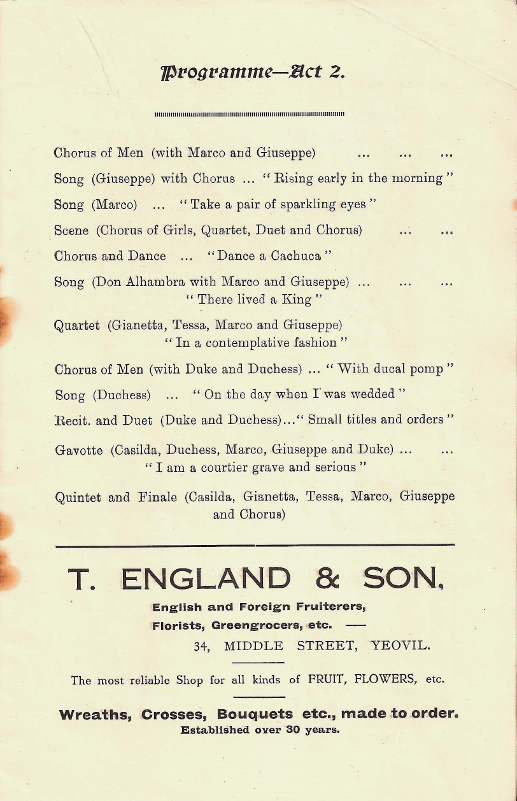 Programme—Act 2.
Chorus of Men (with Marco and Giuseppe) ... ... ...
Song (Giuseppe) with Chorus ... " Rising early in the morning "
Song (Marco) ... " Take a pair of sparkling eyes "
Scene (Chorus of Girls, Quartet, Duet and Chorus) ... ...
Chorus and Dance ... " Dance a Cachuca "
Song (Don Alhambra with Marco and Giuseppe) ... ... ...
" There lived a King "
Quartet (Gianetta, Tessa, Marco and Giuseppe)
" In a contemplative fashion "
Chorus of Men (with Duke and Duchess) ... " With ducal pomp "
Song (Duchess) ... " On the day when I was wedded "
Recit. and Duet (Duke and Duchess)..." Small titles and orders "
Gavotte (Casilda, Duchess, Marco, Giuseppe and Duke) ... ...
" I am a courtier grave and serious "
Quintet and Finale (Casilda, Gianetta, Tessa, Marco, Giuseppe
and Chorus)
T. ENGLAND & SON,
English and Foreign Fruiterers,
Florists, Greengrocers, etc. —
34, MIDDLE STREET, YEOVIL.
The most reliable Shop for all kinds of FRUIT, FLOWERS, etc.
Wreaths, Crosses, Bouquets etc., made to order.
Established over 30 years.